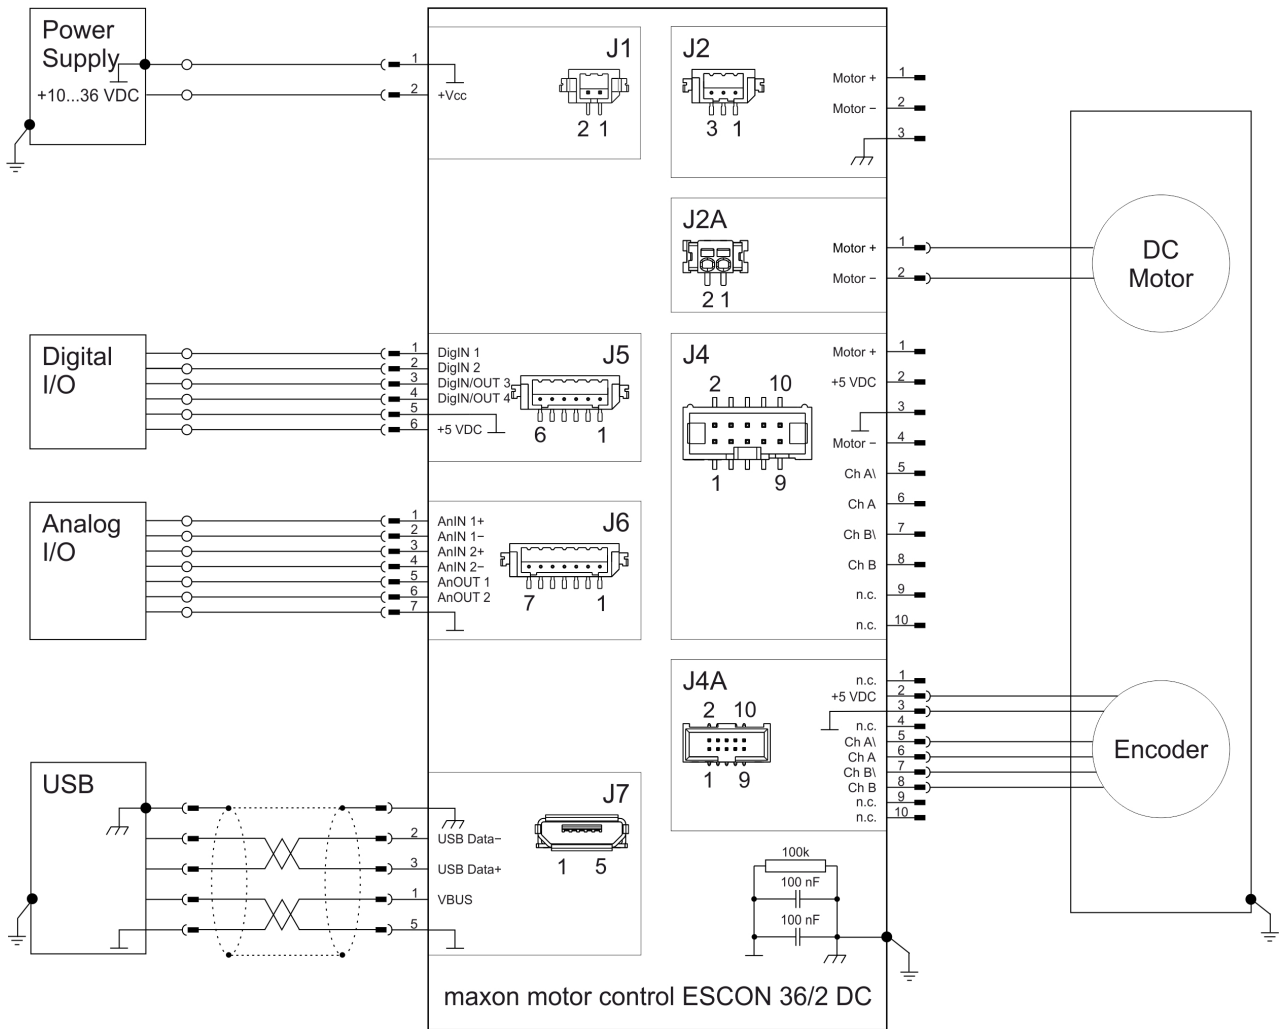 Power
Supply
+10...36 VDC
1
2
+Vcc
J1
2 1
J2
3 1
Motor +
1
Motor −
2
3
J2A
2 1
Motor +
1
Motor −
2
DC
Motor
Digital
I/O
1
DigIN 1
2
DigIN 2
3
DigIN/OUT 3
4
DigIN/OUT 4
5
6
+5 VDC
J5
6 1
J4
2 10
1 9
Motor +
1
+5 VDC
2
3
Motor −
4
Ch A\
5
Ch A
6
Ch B\
7
Ch B
8
n.c.
9
n.c.
10
Analog
I/O
1
AnIN 1+
2
AnIN 1−
3
AnIN 2+
4
AnIN 2−
5
AnOUT 1
6
AnOUT 2
7
J6
7 1
J4A
2 10
1 9
n.c.
1
+5 VDC
2
3
n.c.
4
Ch A\
5
Ch A
6
Ch B\
7
Ch B
8
n.c.
9
n.c.
10
Encoder
USB
2
USB Data−
3
USB Data+
1
VBUS
5
J7
1 5
100k
100 nF
100 nF
maxon motor control ESCON 36/2 DC